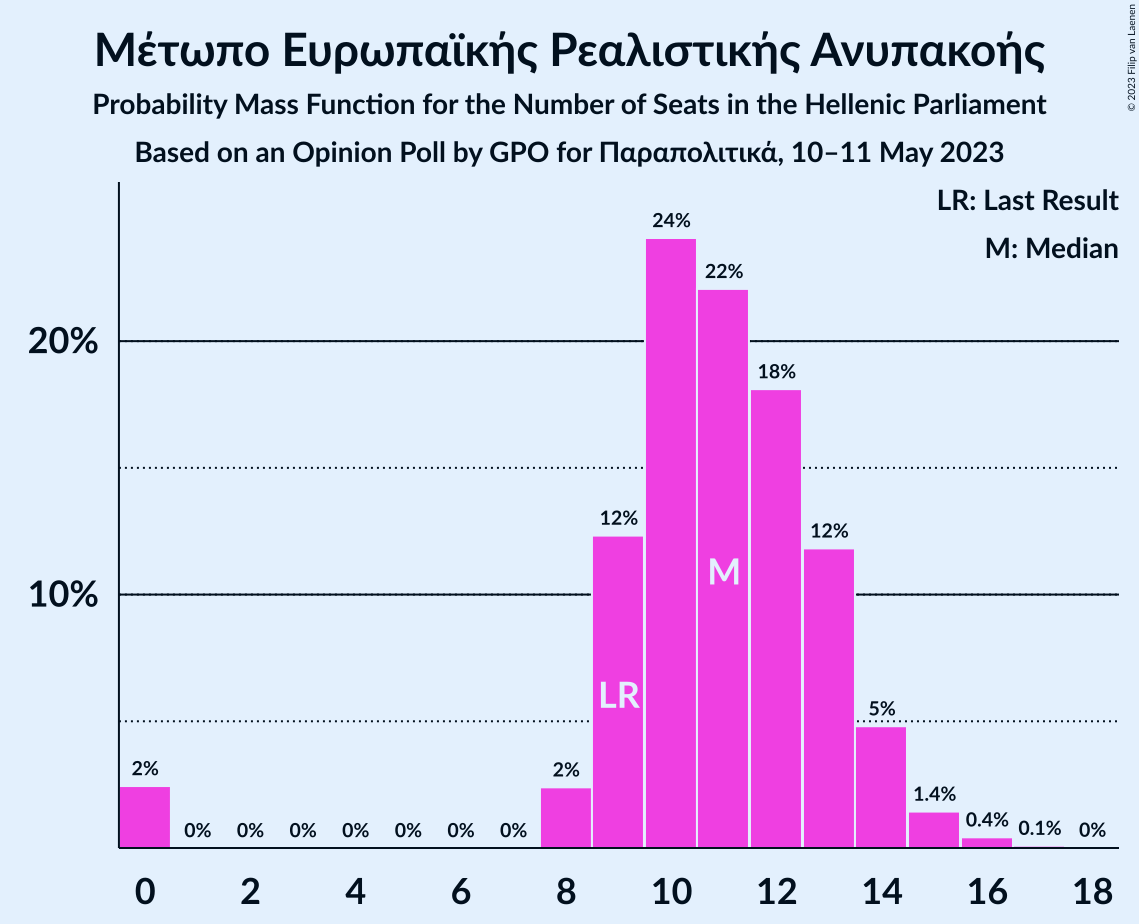 Μέτωπο Ευρωπαϊκής Ρεαλιστικής Ανυπακοής
Probability Mass Function for the Number of Seats in the Hellenic Parliament
Based on an Opinion Poll by GPO for Παραπολιτικά, 10–11 May 2023
© 2023 Filip van Laenen
LR: Last Result
M: Median
20%
10%
2%
0%
0%
0%
0%
0%
0%
0%
2%
12%
24%
22%
18%
12%
5%
1.4%
0.4%
0.1%
0%
LR
M
0 2 4 6 8 10 12 14 16 18